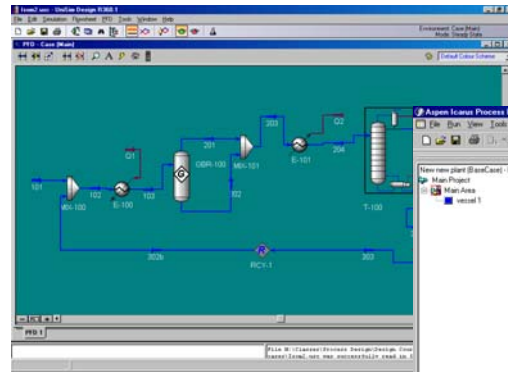 Isom2.usc - UniSim Design R360.1
File Edit Simulation Flowsheet PFD Tools Window Help
Environment: Case (Main)
Mode: Steady State
PFD - Case (Main)
Default Colour Scheme
Aspen Icarus Process
File Run View Tools
New new plant (BaseCase) -
Main Project
Main Area
vessel 1
Q1
201
203
Q2
101
102
103
G
GBR-100
MIX-101
E-101
204
MIX-100
E-100
T-100
302b
R
RCY-1
303
PFD 1